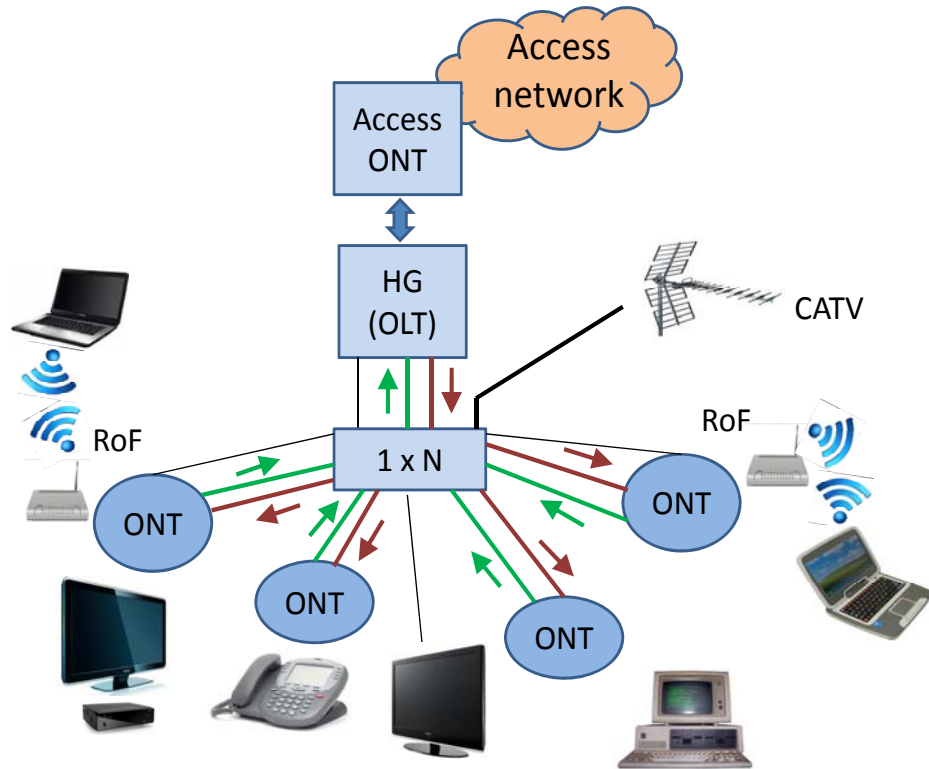 Access
network
Access
ONT
HG
(OLT)
CATV
RoF
RoF
1 x N
ONT
ONT
ONT
ONT